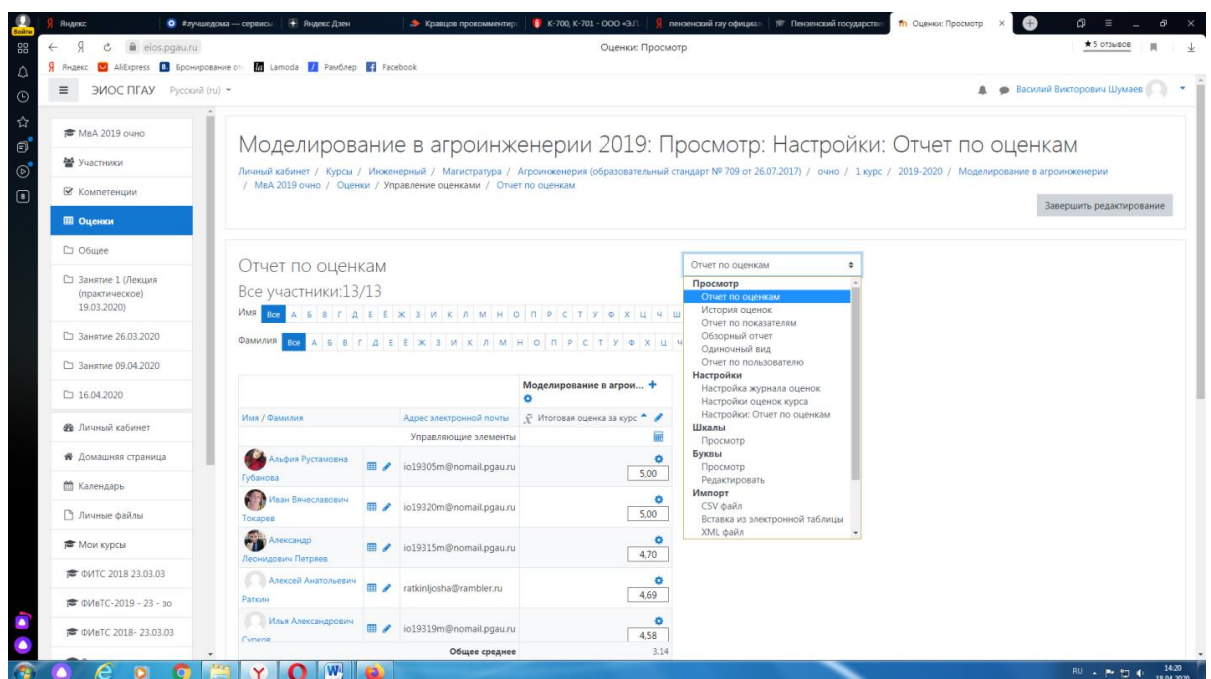 Войти
Яндекс
#лучшедома — сервисы
Яндекс Дзен
Кравцов прокомментир
К-700, К-701 - ООО «ЭЛ
пензенский гау официал
Пензенский государстве
Оценки: Просмотр
eios.pgau.ru
Оценки: Просмотр
★5 отзывов
Яндекс
AliExpress
Бронирование от
Lamoda
Рамблер
Facebook
ЭИОС ПГАУ Русский (ru)
Василий Викторович Шумаев
МвА 2019 очно
Участники
Компетенции
Оценки
Общее
Занятие 1 (Лекция
(практическое)
19.03.2020)
Занятие 26.03.2020
Занятие 09.04.2020
16.04.2020
Личный кабинет
Домашняя страница
Календарь
Личные файлы
Мои курсы
ФИТС 2018 23.03.03
ФИвТС-2019 - 23 - зо
ФИвТС 2018- 23.03.03
Моделирование в агроинженерии 2019: Просмотр: Настройки: Отчет по оценкам
Личный кабинет / Курсы / Инженерный / Магистратура / Агроинженерия (образовательный стандарт № 709 от 26.07.2017) / очно / 1 курс / 2019-2020 / Моделирование в агроинженерии
/ МвА 2019 очно / Оценки / Управление оценками / Отчет по оценкам
Завершить редактирование
Отчет по оценкам
Все участники:13/13
Имя Все А Б В Г Д Е Ё Ж З И К Л М Н О П Р С Т У Ф Х Ц Ч Ш
Фамилия Все А Б В Г Д Е Ё Ж З И К Л М Н О П Р С Т У Ф Х Ц Ч
Моделирование в агрои...
Имя / Фамилия Адрес электронной почты Итоговая оценка за курс
Управляющие элементы
Альфия Рустамовна
Губанова
io19305m@nomail.pgau.ru
5,00
Иван Вячеславович
Токарев
io19320m@nomail.pgau.ru
5,00
Александр
Леонидович Петряев
io19315m@nomail.pgau.ru
4,70
Алексей Анатольевич
Раткин
ratkinljosha@rambler.ru
4,69
Илья Александрович
Сурков
io19319m@nomail.pgau.ru
4,58
Общее среднее 3.14
Отчет по оценкам
Просмотр
Отчет по оценкам
История оценок
Отчет по показателям
Обзорный отчет
Одиночный вид
Отчет по пользователю
Настройки
Настройка журнала оценок
Настройки оценок курса
Настройки: Отчет по оценкам
Шкалы
Просмотр
Буквы
Просмотр
Редактировать
Импорт
CSV файл
Вставка из электронной таблицы
XML файл
RU
14:20
18.04.2020